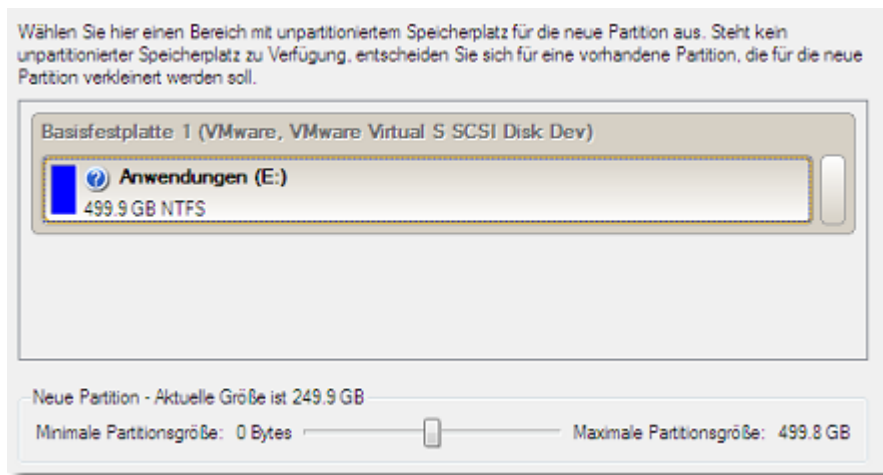 Wählen Sie hier einen Bereich mit unpartitioniertem Speicherplatz für die neue Partition aus. Steht kein
unpartitionierter Speicherplatz zu Verfügung, entscheiden Sie sich für eine vorhandene Partition, die für die neue
Partition verkleinert werden soll.
Basisfestplatte 1 (VMware, VMware Virtual S SCSI Disk Dev)
Anwendungen (E:)
499.9 GB NTFS
Neue Partition - Aktuelle Größe ist 249.9 GB
Minimale Partitionsgröße: 0 Bytes Maximale Partitionsgröße: 499.8 GB